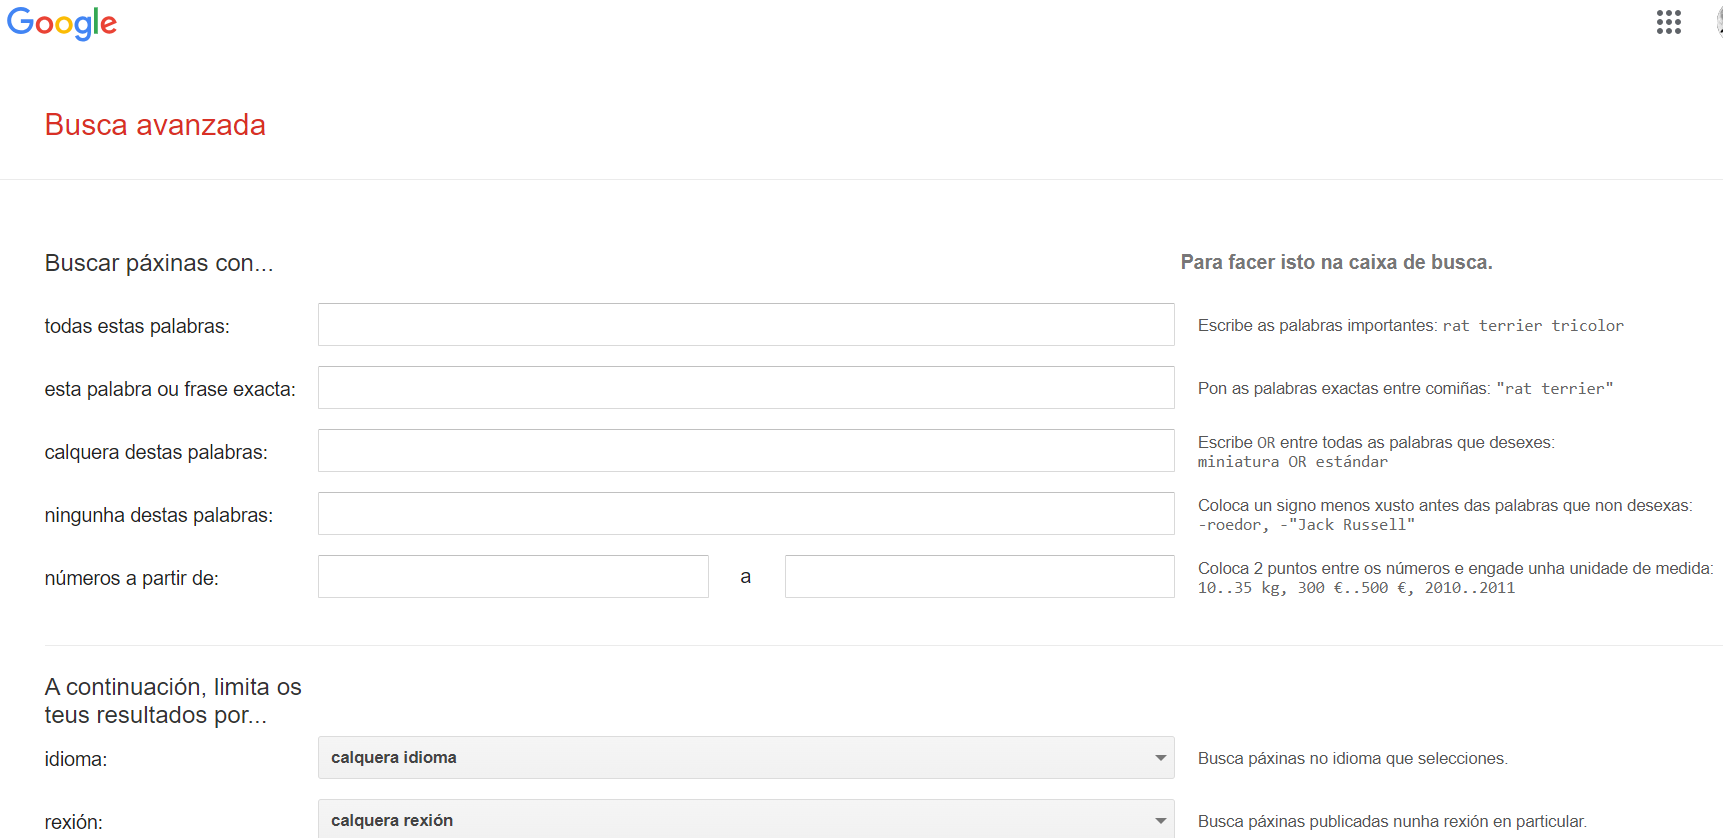 Google
Busca avanzada
Buscar páxinas con...
Para facer isto na caixa de busca.
todas estas palabras:
Escribe as palabras importantes: rat terrier tricolor
esta palabra ou frase exacta:
Pon as palabras exactas entre comiñas: "rat terrier"
calquera destas palabras:
Escribe OR entre todas as palabras que desexes:
miniatura OR estándar
ningunha destas palabras:
Coloca un signo menos xusto antes das palabras que non desexas:
-roedor, -"Jack Russell"
números a partir de:
a
Coloca 2 puntos entre os números e engade unha unidade de medida:
10..35 kg, 300 €..500 €, 2010..2011
A continuación, limita os
teus resultados por...
idioma:
calquera idioma
Busca páxinas no idioma que selecciones.
rexión:
calquera rexión
Busca páxinas publicadas nunha rexión en particular.